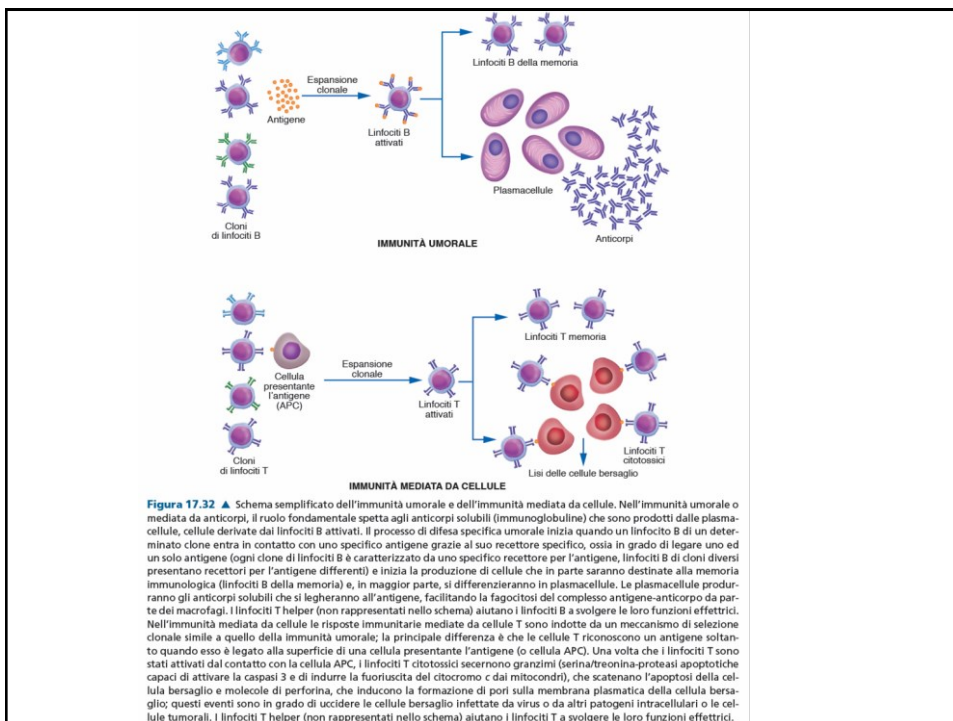 Linfociti B della memoria
Espansione
clonale
Antigene
Linfociti B
attivati
Plasmacellule
Cloni
di linfociti B
Anticorpi
IMMUNITÀ UMORALE
Linfociti T memoria
Espansione
clonale
Cellula
presentante
l'antigene
(APC)
Linfociti T
attivati
Linfociti T
citotossici
Cloni
di linfociti T
Lisi delle cellule bersaglio
IMMUNITÀ MEDIATA DA CELLULE
Figura 17.32 ▲ Schema semplificato dell'immunità umorale e dell'immunità mediata da cellule. Nell'immunità umorale o
mediata da anticorpi, il ruolo fondamentale spetta agli anticorpi solubili (immunoglobuline) che sono prodotti dalle plasma-
cellule, cellule derivate dai linfociti B attivati. Il processo di difesa specifica umorale inizia quando un linfocito B di un deter-
minato clone entra in contatto con uno specifico antigene grazie al suo recettore specifico, ossia in grado di legare uno ed
un solo antigene (ogni clone di linfociti B è caratterizzato da uno specifico recettore per l'antigene, linfociti B di cloni diversi
presentano recettori per l'antigene differenti) e inizia la produzione di cellule che in parte saranno destinate alla memoria
immunologica (linfociti B della memoria) e, in maggior parte, si differenzieranno in plasmacellule. Le plasmacellule produr-
ranno gli anticorpi solubili che si legheranno all'antigene, facilitando la fagocitosi del complesso antigene-anticorpo da par-
te dei macrofagi. I linfociti T helper (non rappresentati nello schema) aiutano i linfociti B a svolgere le loro funzioni effettrici.
Nell'immunità mediata da cellule le risposte immunitarie mediate da cellule T sono indotte da un meccanismo di selezione
clonale simile a quello della immunità umorale; la principale differenza è che le cellule T riconoscono un antigene soltan-
to quando esso è legato alla superficie di una cellula presentante l'antigene (o cellula APC). Una volta che i linfociti T sono
stati attivati dal contatto con la cellula APC, i linfociti T citotossici secernono granzimi (serina/treonina-proteasi apoptotiche
capaci di attivare la caspasi 3 e di indurre la fuoriuscita del citocromo c dai mitocondri), che scatenano l'apoptosi della cel-
lula bersaglio e molecole di perforina, che inducono la formazione di pori sulla membrana plasmatica della cellula bersa-
glio; questi eventi sono in grado di uccidere le cellule bersaglio infettate da virus o da altri patogeni intracellulari o le cel-
lule tumorali. I linfociti T helper (non rappresentati nello schema) aiutano i linfociti T a svolgere le loro funzioni effettrici.